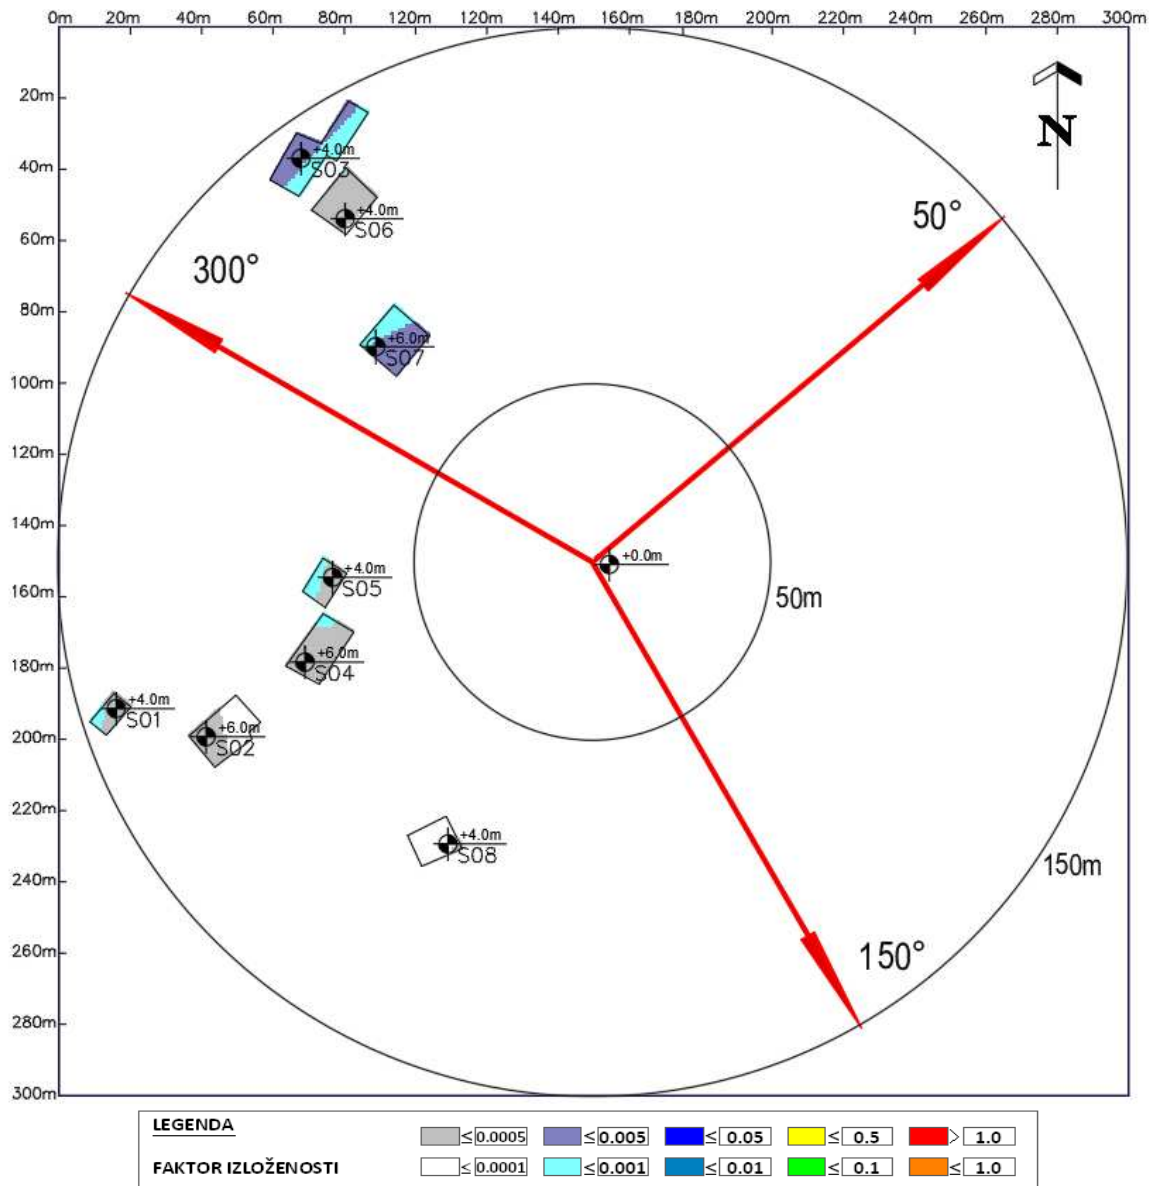 0m 20m 40m 60m 80m 120m 120m 140m 160m 180m 200m 220m 240m 260m 280m 300m
20m
40m
60m
80m
100m
120m
140m
160m
180m
200m
220m
240m
260m
280m
300m
N
+4.0m
S03
+4.0m
S06
50°
300°
+6.0m
S07
+0.0m
+4.0m
S05
50m
+6.0m
S04
+4.0m
S01
+6.0m
S02
+4.0m
S08
150m
150°
LEGENDA
≤ 0.0005 ≤ 0.005 ≤ 0.05 ≤ 0.5 > 1.0
FAKTOR IZLOŽENOSTI
≤ 0.0001 ≤ 0.001 ≤ 0.01 ≤ 0.1 ≤ 1.0